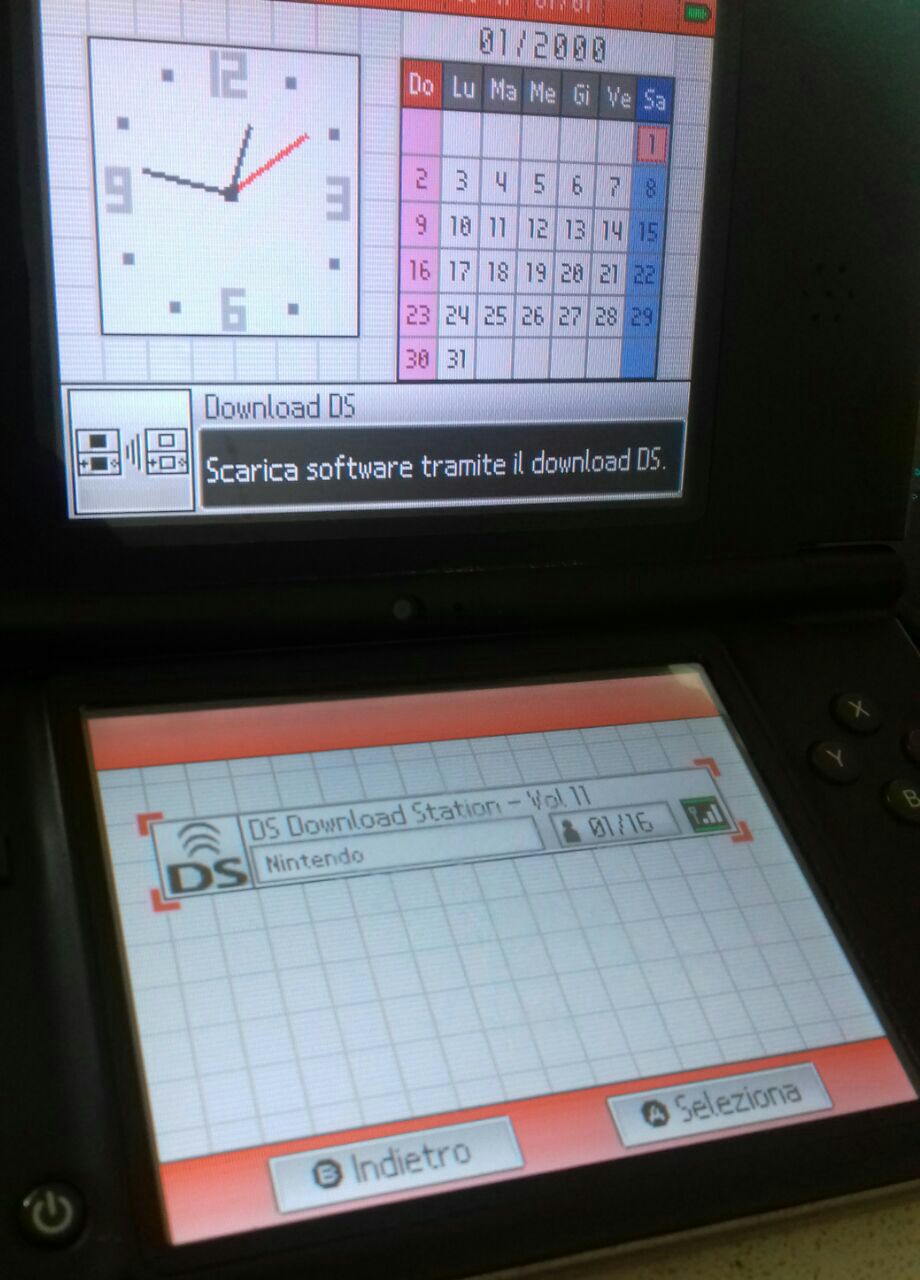 01/01
01/2000
Do Lu Ma Me Gi Ve Sa
1
2 3 4 5 6 7 8
9 10 11 12 13 14 15
16 17 18 19 20 21 22
23 24 25 26 27 28 29
30 31
12
9 3
6
Download DS
Scarica software tramite il download DS.
DS Download Station - Vol 11
DS
Nintendo
01/16
X
Y
B
B Indietro
A Seleziona